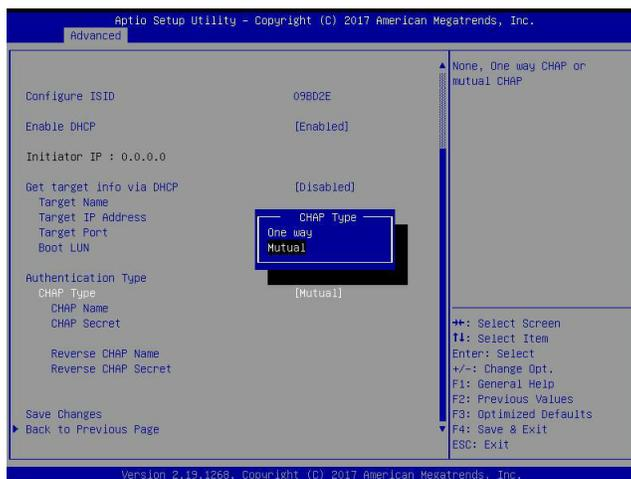 Aptio Setup Utility – Copyright (C) 2017 American Megatrends, Inc.
Advanced
None, One way CHAP or
mutual CHAP
Configure ISID 09BD2E
Enable DHCP [Enabled]
Initiator IP : 0.0.0.0
Get target info via DHCP [Disabled]
Target Name
Target IP Address
Target Port
Boot LUN
CHAP Type
One way
Mutual
Authentication Type
CHAP Type [Mutual]
CHAP Name
CHAP Secret
Reverse CHAP Name
Reverse CHAP Secret
Save Changes
Back to Previous Page
→←: Select Screen
↑↓: Select Item
Enter: Select
+/-: Change Opt.
F1: General Help
F2: Previous Values
F3: Optimized Defaults
F4: Save & Exit
ESC: Exit
Version 2.19.1268. Copyright (C) 2017 American Megatrends, Inc.